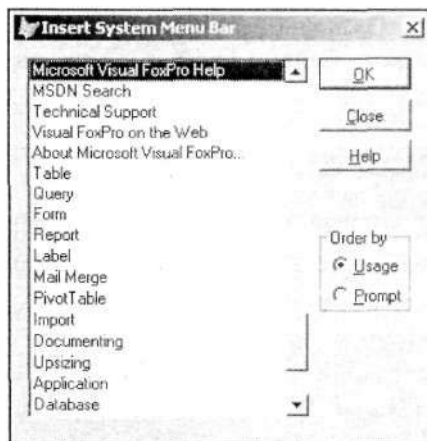 Insert System Menu Bar
Microsoft Visual FoxPro Help
MSDN Search
Technical Support
Visual FoxPro on the Web
About Microsoft Visual FoxPro...
Table
Query
Form
Report
Label
Mail Merge
PivotTable
Import
Documenting
Upsizing
Application
Database
OK
Close
Help
Order by
Usage
Prompt